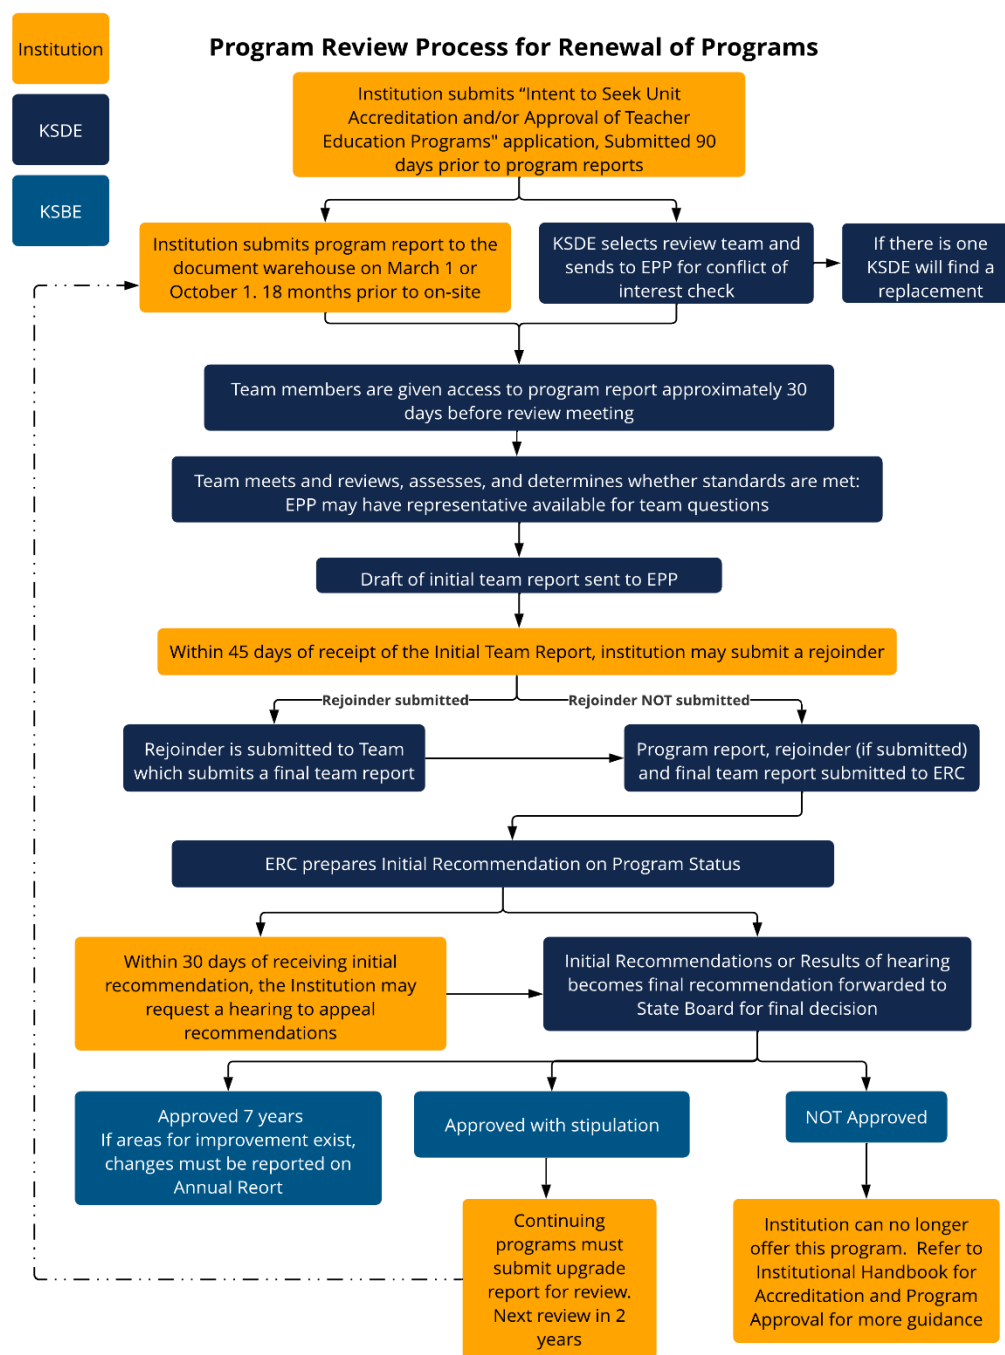 Institution
KSDE
KSBE
Program Review Process for Renewal of Programs
Institution submits “Intent to Seek Unit
Accreditation and/or Approval of Teacher
Education Programs" application, Submitted 90
days prior to program reports
Institution submits program report to the
document warehouse on March 1 or
October 1. 18 months prior to on-site
KSDE selects review team and
sends to EPP for conflict of
interest check
If there is one
KSDE will find a
replacement
Team members are given access to program report approximately 30
days before review meeting
Team meets and reviews, assesses, and determines whether standards are met:
EPP may have representative available for team questions
Draft of initial team report sent to EPP
Within 45 days of receipt of the Initial Team Report, institution may submit a rejoinder
Rejoinder submitted
Rejoinder NOT submitted
Rejoinder is submitted to Team
which submits a final team report
Program report, rejoinder (if submitted)
and final team report submitted to ERC
ERC prepares Initial Recommendation on Program Status
Within 30 days of receiving initial
recommendation, the Institution may
request a hearing to appeal
recommendations
Initial Recommendations or Results of hearing
becomes final recommendation forwarded to
State Board for final decision
Approved 7 years
If areas for improvement exist,
changes must be reported on
Annual Reort
Approved with stipulation
NOT Approved
Continuing
programs must
submit upgrade
report for review.
Next review in 2
years
Institution can no longer
offer this program.  Refer to
Institutional Handbook for
Accreditation and Program
Approval for more guidance